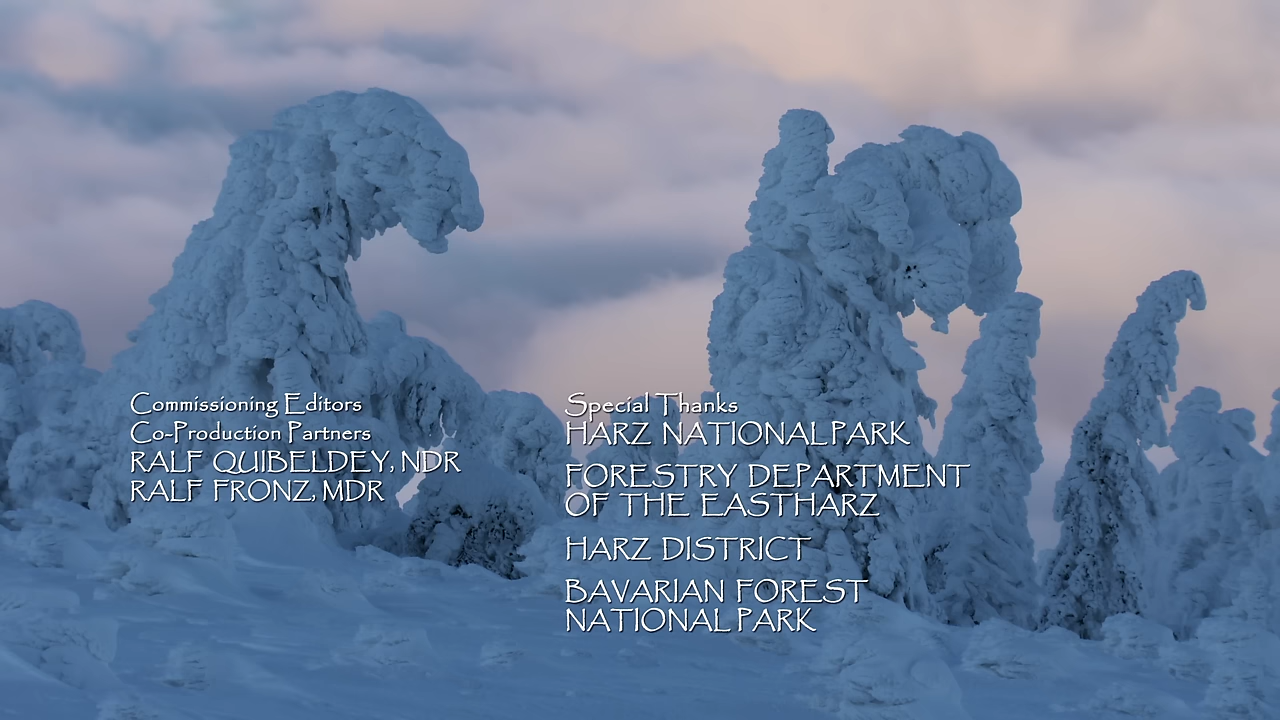 Commissioning Editors
Co-Production Partners
RALF QUIBELDEY, NDR
RALF FRONZ, MDR
Special Thanks
HARZ NATIONAL PARK
FORESTRY DEPARTMENT
OF THE EASTHARZ
HARZ DISTRICT
BAVARIAN FOREST
NATIONAL PARK